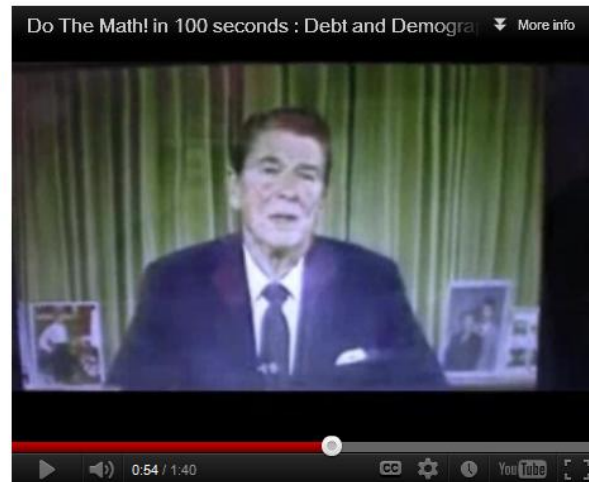 Do The Math! in 100 seconds : Debt and Demogra
More info
0:54 / 1:40
CC
YouTube